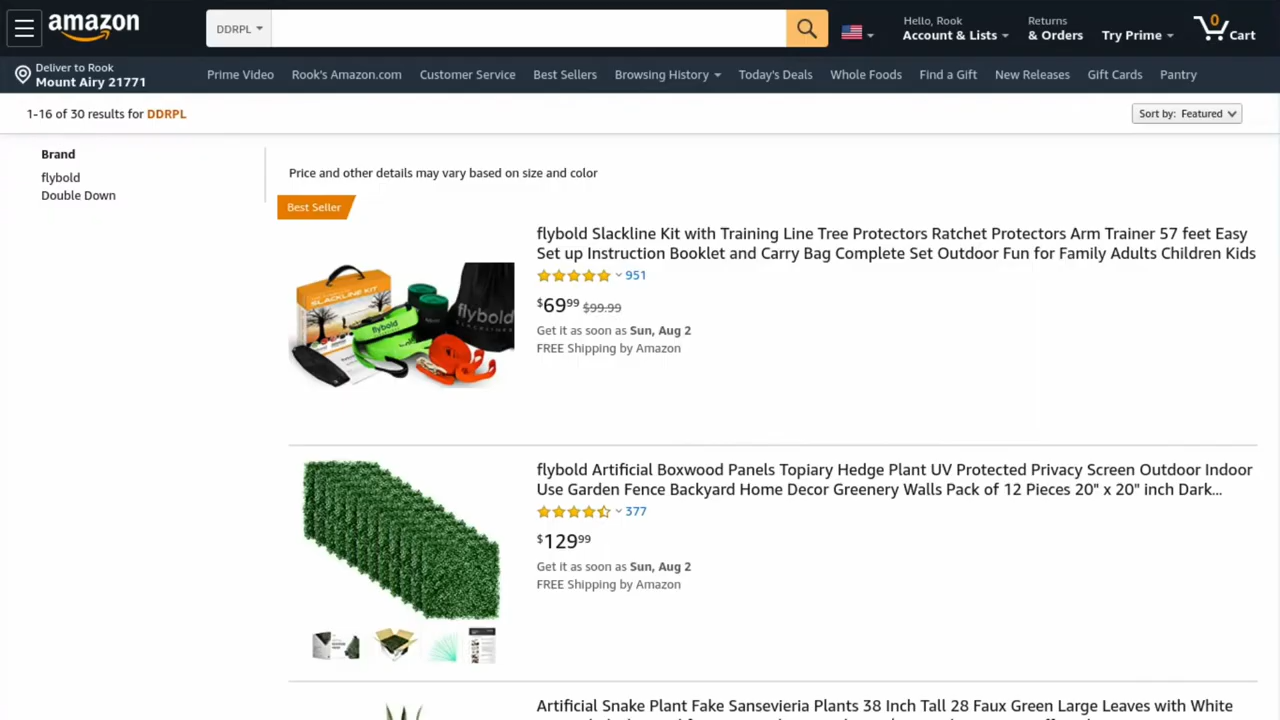 amazon
DDRPL
Hello, Rook
Account & Lists
Returns
& Orders
Try Prime
0
Cart
Deliver to Rook
Mount Airy 21771
Prime Video
Rook's Amazon.com
Customer Service
Best Sellers
Browsing History
Today's Deals
Whole Foods
Find a Gift
New Releases
Gift Cards
Pantry
1-16 of 30 results for DDRPL
Sort by: Featured
Brand
flybold
Double Down
Price and other details may vary based on size and color
Best Seller
SLACKLINE KIT
flybold
flybold
flybold Slackline Kit with Training Line Tree Protectors Ratchet Protectors Arm Trainer 57 feet Easy
Set up Instruction Booklet and Carry Bag Complete Set Outdoor Fun for Family Adults Children Kids
951
$69.99 $99.99
Get it as soon as Sun, Aug 2
FREE Shipping by Amazon
flybold Artificial Boxwood Panels Topiary Hedge Plant UV Protected Privacy Screen Outdoor Indoor
Use Garden Fence Backyard Home Decor Greenery Walls Pack of 12 Pieces 20" x 20" inch Dark...
377
$129.99
Get it as soon as Sun, Aug 2
FREE Shipping by Amazon
Artificial Snake Plant Fake Sansevieria Plants 38 Inch Tall 28 Faux Green Large Leaves with White